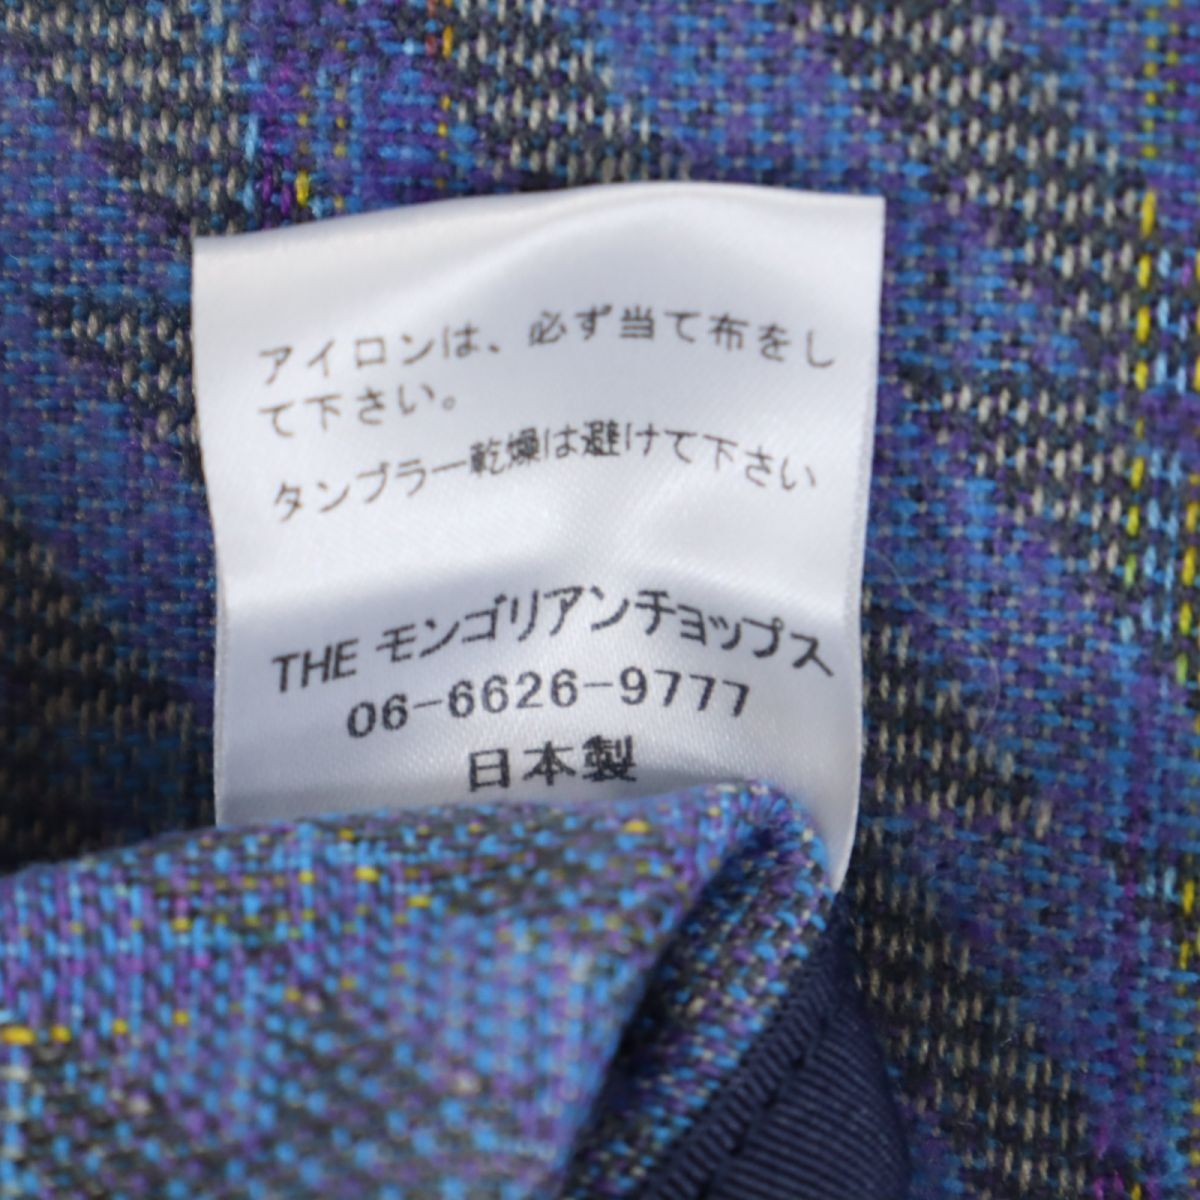 アイロンは、必ず当て布をし
て下さい。
タンブラー乾燥は避けて下さい
THE モンゴリアンチョップス
06-6626-9777
日本製